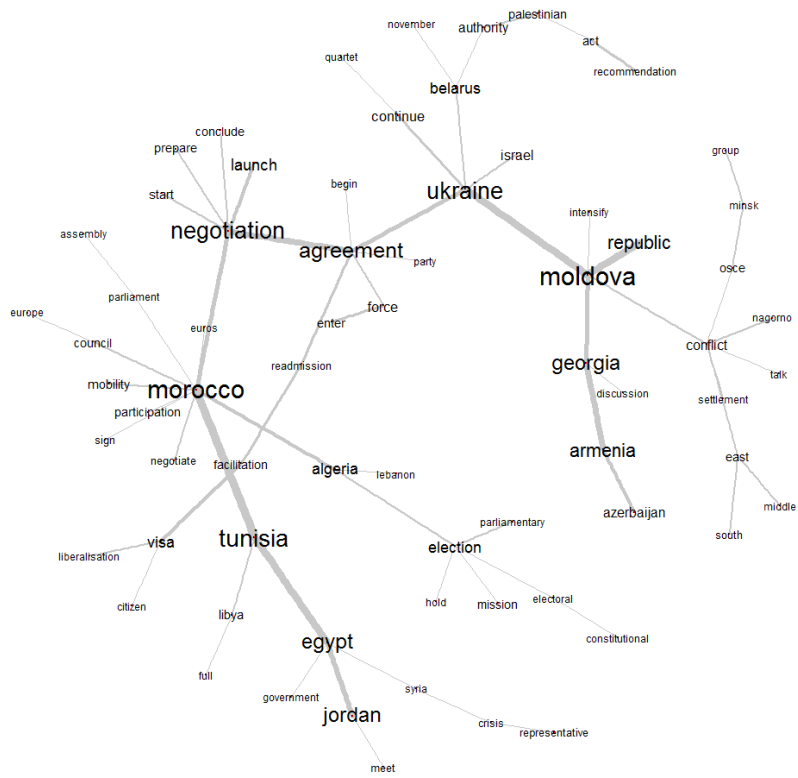 palestinian
november
authority
act
quartet
recommendation
belarus
continue
conclude
prepare
launch
israel
group
start
begin
ukraine
minsk
intensify
negotiation
agreement
republic
assembly
party
osce
moldova
parliament
force
europe
euros
enter
nagorno
council
conflict
readmission
georgia
talk
mobility
morocco
discussion
settlement
participation
sign
armenia
negotiate
facilitation
algeria
lebanon
east
middle
azerbaijan
parliamentary
south
tunisia
visa
election
liberalisation
citizen
hold
mission
electoral
libya
constitutional
egypt
full
government
syria
jordan
crisis
representative
meet